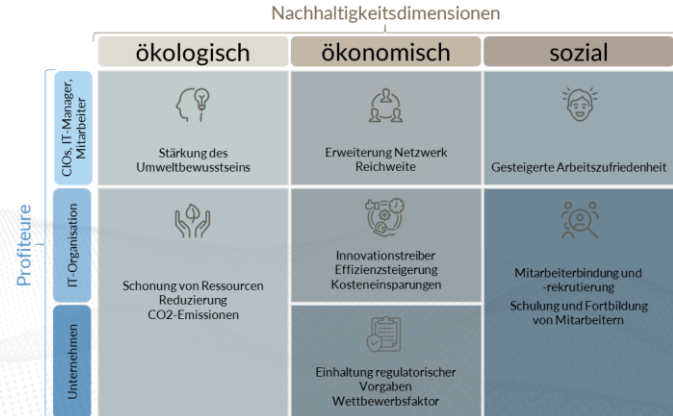 Nachhaltigkeitsdimensionen
ökologisch
ökonomisch
sozial
Profiteure
CIOs, IT-Manager,
Mitarbeiter
Stärkung des
Umweltbewusstseins
Erweiterung Netzwerk
Reichweite
Gesteigerte Arbeitszufriedenheit
IT-Organisation
Schonung von Ressourcen
Reduzierung
CO2-Emissionen
Innovationstreiber
Effizienzsteigerung
Kosteneinsparungen
Mitarbeiterbindung und
-rekrutierung
Schulung und Fortbildung
von Mitarbeitern
Unternehmen
Einhaltung regulatorischer
Vorgaben
Wettbewerbsfaktor